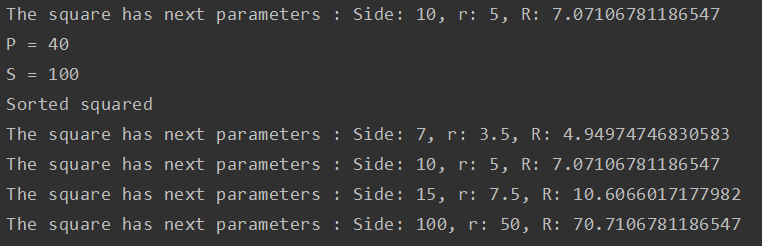 The square has next parameters : Side: 10, r: 5, R: 7.07106781186547
P = 40
S = 100
Sorted squared
The square has next parameters : Side: 7, r: 3.5, R: 4.94974746830583
The square has next parameters : Side: 10, r: 5, R: 7.07106781186547
The square has next parameters : Side: 15, r: 7.5, R: 10.6066017177982
The square has next parameters : Side: 100, r: 50, R: 70.7106781186547